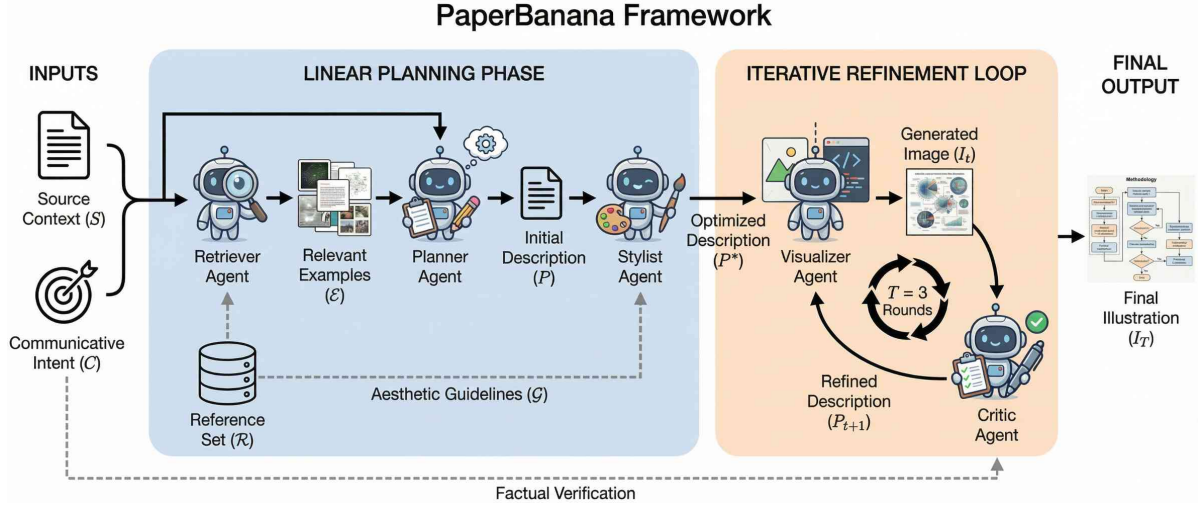 PaperBanana Framework
INPUTS
Source
Context (S)
Communicative
Intent (C)
LINEAR PLANNING PHASE
Retriever
Agent
Relevant
Examples
(ℰ)
Planner
Agent
Initial
Description
(P)
Stylist
Agent
Reference
Set (ℛ)
Aesthetic Guidelines (𝒢)
Optimized
Description
(P*)
ITERATIVE REFINEMENT LOOP
</>
Visualizer
Agent
Generated
Image (Iₜ)
T = 3
Rounds
Refined
Description
(Pₜ₊₁)
Critic
Agent
FINAL
OUTPUT
Methodology
Final
Illustration
(I_T)
Factual Verification